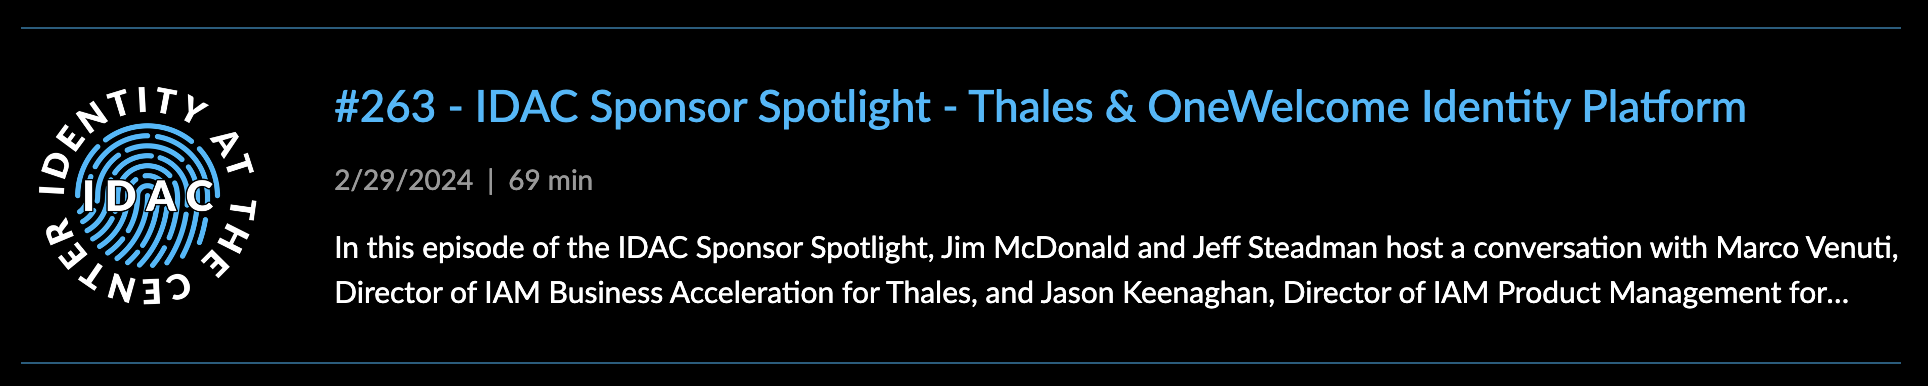 IDENTITY AT THE CENTER
IDAC
#263 - IDAC Sponsor Spotlight - Thales & OneWelcome Identity Platform
2/29/2024 | 69 min
In this episode of the IDAC Sponsor Spotlight, Jim McDonald and Jeff Steadman host a conversation with Marco Venuti,
Director of IAM Business Acceleration for Thales, and Jason Keenaghan, Director of IAM Product Management for...